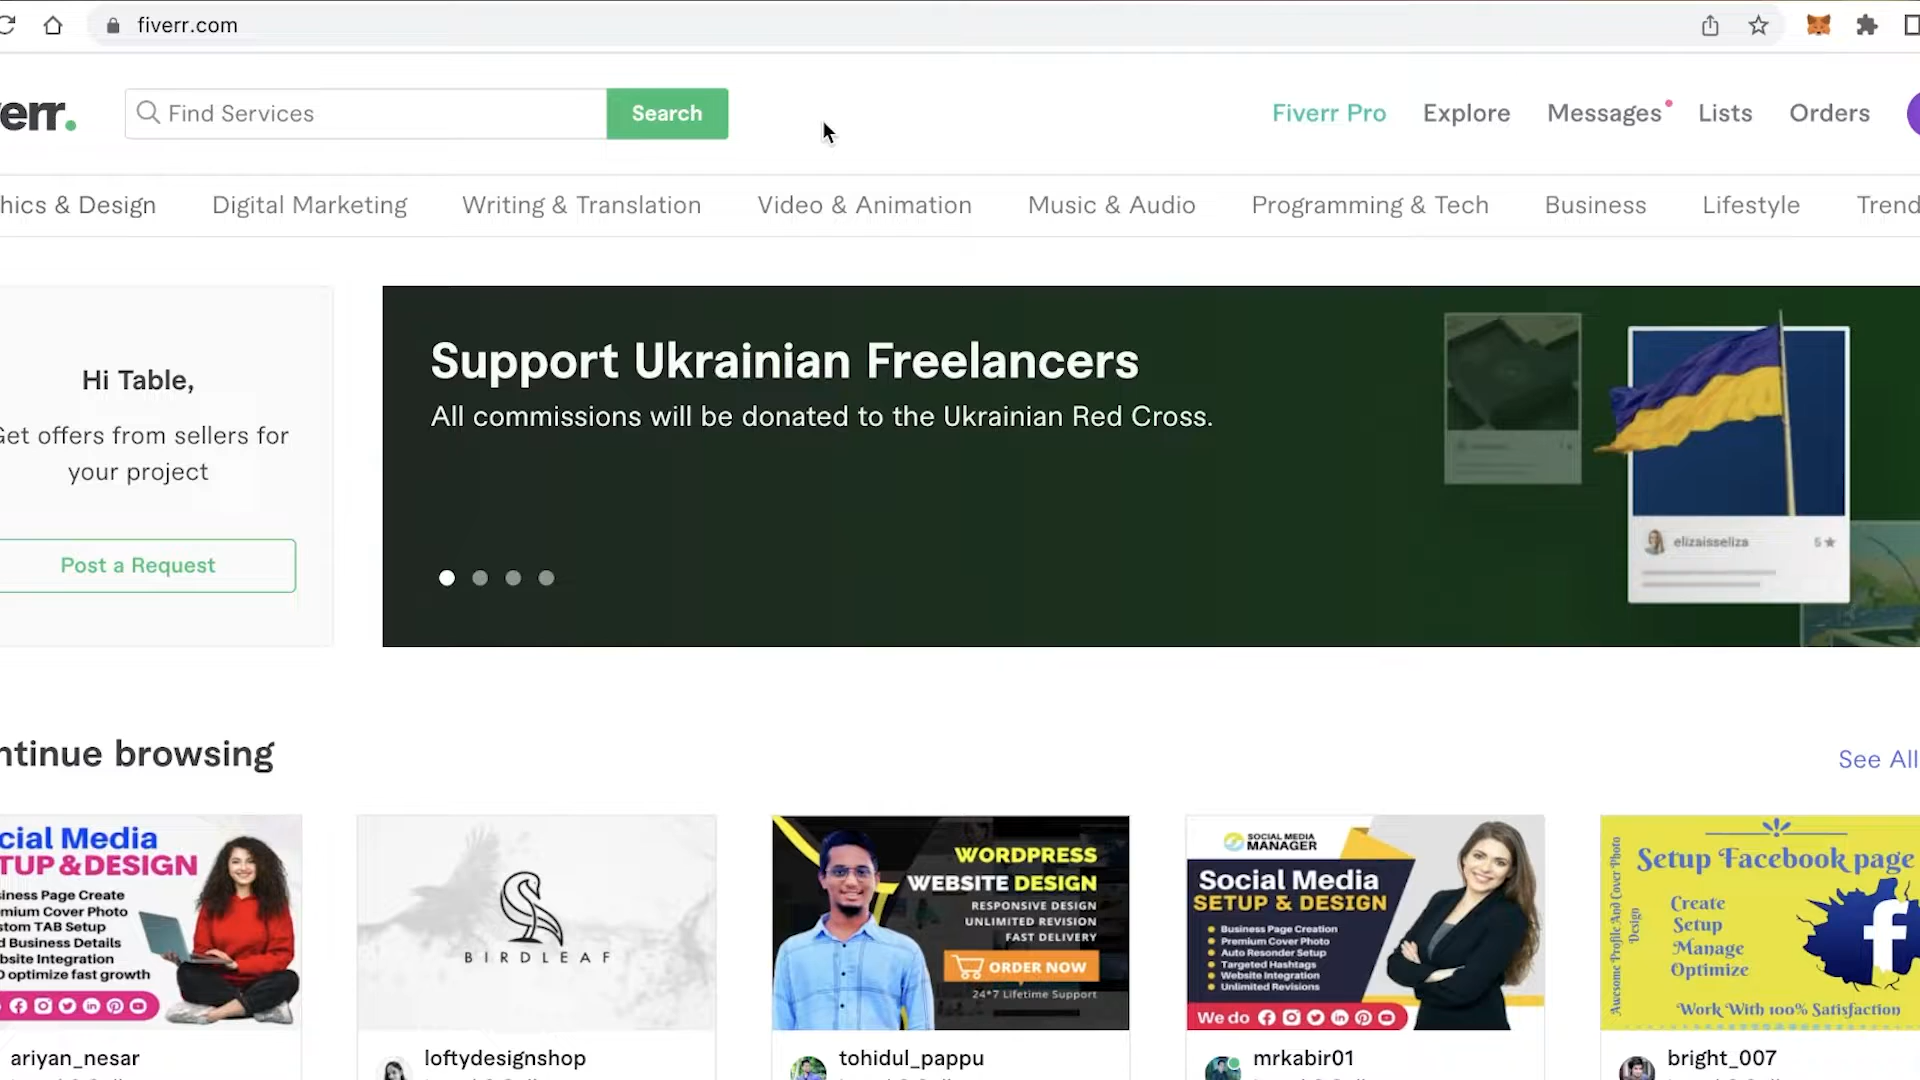 fiverr.com
verr.
Find Services
Search
Fiverr Pro
Explore
Messages
Lists
Orders
hics & Design
Digital Marketing
Writing & Translation
Video & Animation
Music & Audio
Programming & Tech
Business
Lifestyle
Trend
Hi Table,
Get offers from sellers for
your project
Post a Request
Support Ukrainian Freelancers
All commissions will be donated to the Ukrainian Red Cross.
elizaisseliza
5★
ntinue browsing
See All
cial Media
TUP & DESIGN
siness Page Create
mium Cover Photo
stom TAB Setup
d Business Details
bsite Integration
O optimize fast growth
ariyan_nesar
BIRDLEAF
loftydesignshop
WORDPRESS
WEBSITE DESIGN
RESPONSIVE DESIGN
UNLIMITED REVISION
FAST DELIVERY
ORDER NOW
24*7 Lifetime Support
tohidul_pappu
SOCIAL MEDIA
MANAGER
Social Media
SETUP & DESIGN
Business Page Creation
Premium Cover Photo
Auto Resonder Setup
Targeted Hashtags
Website Integration
Unlimited Revisions
We do
mrkabir01
Setup Facebook page
Awesome Profile And Cover Photo
Design
Create
Setup
Manage
Optimize
Work With 100% Satisfaction
bright_007